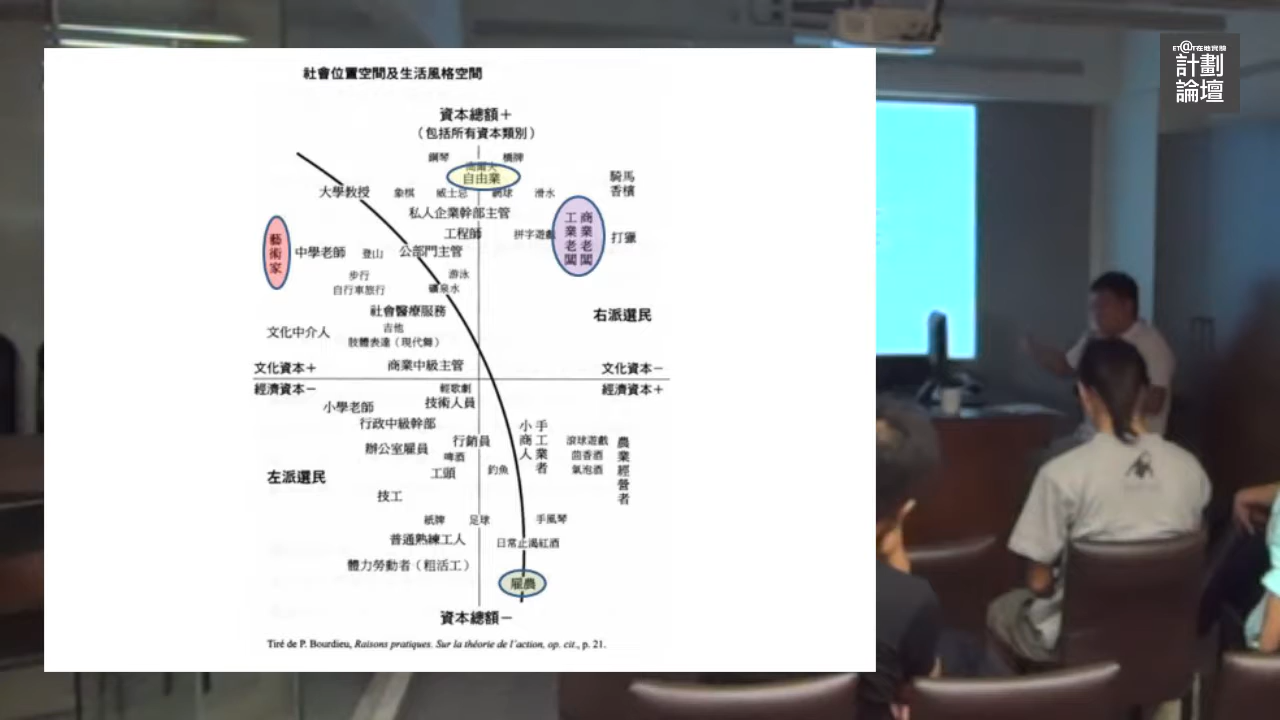 ET@T在地實驗
計劃
論壇
社會位置空間及生活風格空間
資本總額＋
（包括所有資本類別）
鋼琴 橋牌
自由業
騎馬
香檳
大學教授 象棋 威士忌 網球 滑水
私人企業幹部主管
工業老闆 商業老闆
藝術家
工程師 拼字遊戲 打獵
中學老師 登山 公部門主管
步行 游泳
自行車旅行 礦泉水
社會醫療服務 右派選民
文化中介人 吉他
肢體表達（現代舞）
文化資本＋ 商業中級主管 文化資本－
經濟資本－ 輕歌劇 經濟資本＋
小學老師 技術人員
行政中級幹部
小商人 手工業者
農業經營者
辦公室雇員 行銷員 滾球遊戲
啤酒 茴香酒
左派選民 工頭 釣魚 氣泡酒
技工
紙牌 足球 手風琴
普通熟練工人 日常止渴紅酒
體力勞動者（粗活工）
雇農
資本總額－
Tiré de P. Bourdieu, Raisons pratiques. Sur la théorie de l'action, op. cit., p. 21.